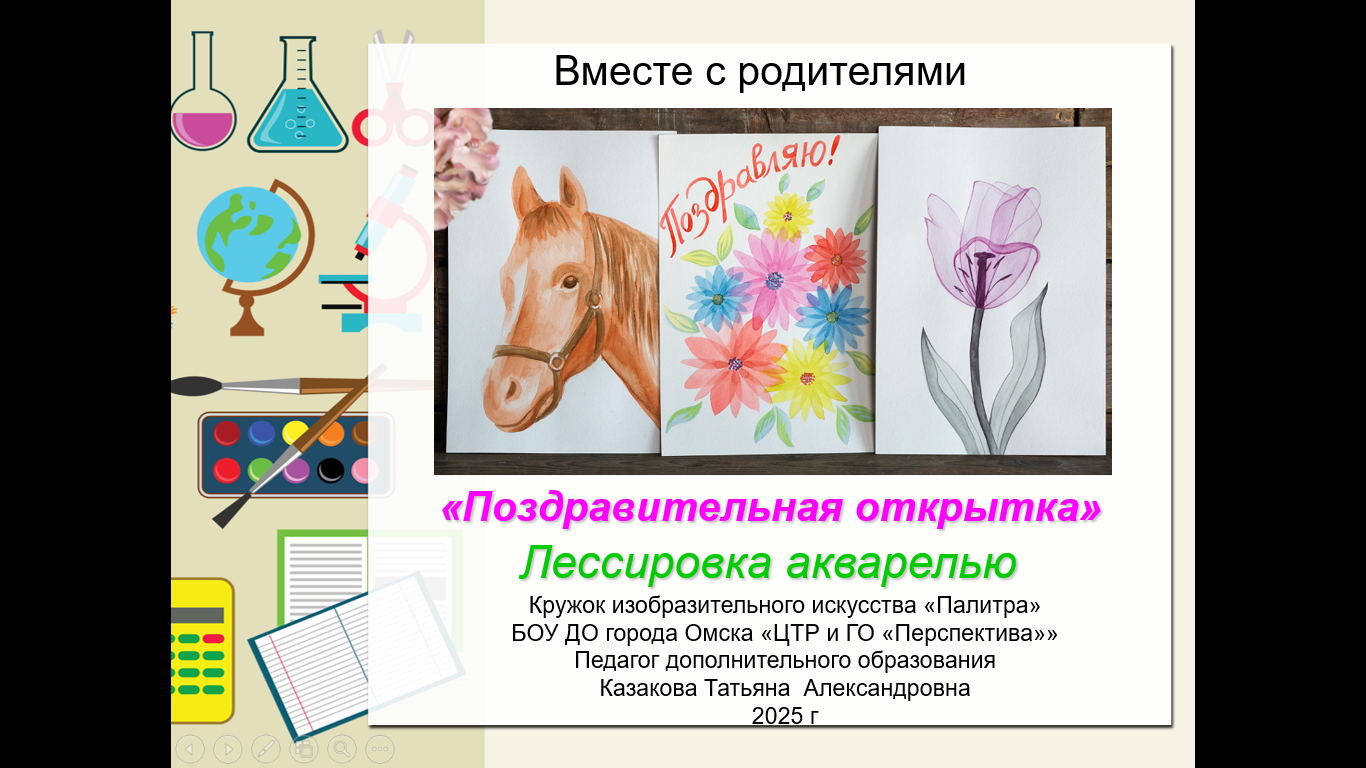 Вместе с родителями
Поздравляю!
«Поздравительная открытка»
Лессировка акварелью
Кружок изобразительного искусства «Палитра»
БОУ ДО города Омска «ЦТР и ГО «Перспектива»»
Педагог дополнительного образования
Казакова Татьяна  Александровна
2025 г